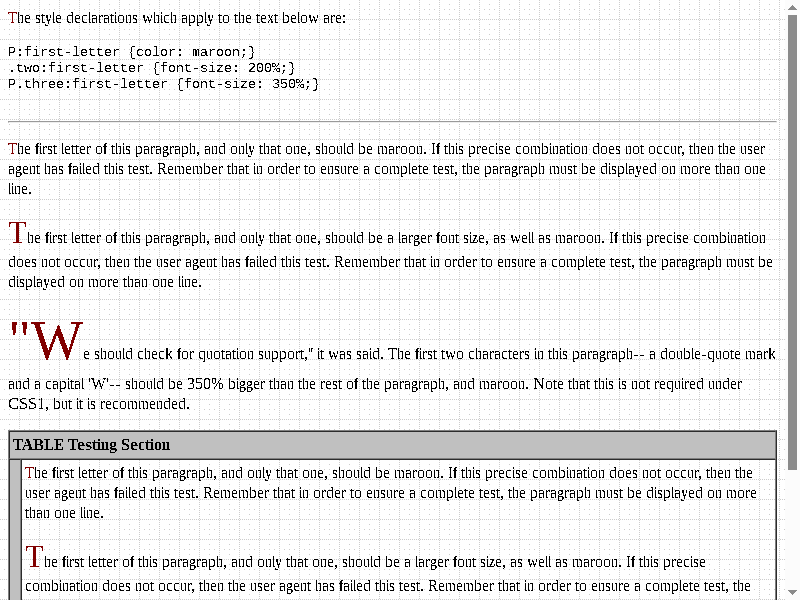 The style declarations which apply to the text below are:
P:first-letter {color: maroon;}
.two:first-letter {font-size: 200%;}
P.three:first-letter {font-size: 350%;}
The first letter of this paragraph, and only that one, should be maroon. If this precise combination does not occur, then the user
agent has failed this test. Remember that in order to ensure a complete test, the paragraph must be displayed on more than one
line.
The first letter of this paragraph, and only that one, should be a larger font size, as well as maroon. If this precise combination
does not occur, then the user agent has failed this test. Remember that in order to ensure a complete test, the paragraph must be
displayed on more than one line.
"We should check for quotation support," it was said. The first two characters in this paragraph-- a double-quote mark
and a capital 'W'-- should be 350% bigger than the rest of the paragraph, and maroon. Note that this is not required under
CSS1, but it is recommended.
TABLE Testing Section
The first letter of this paragraph, and only that one, should be maroon. If this precise combination does not occur, then the
user agent has failed this test. Remember that in order to ensure a complete test, the paragraph must be displayed on more
than one line.
The first letter of this paragraph, and only that one, should be a larger font size, as well as maroon. If this precise
combination does not occur, then the user agent has failed this test. Remember that in order to ensure a complete test, the